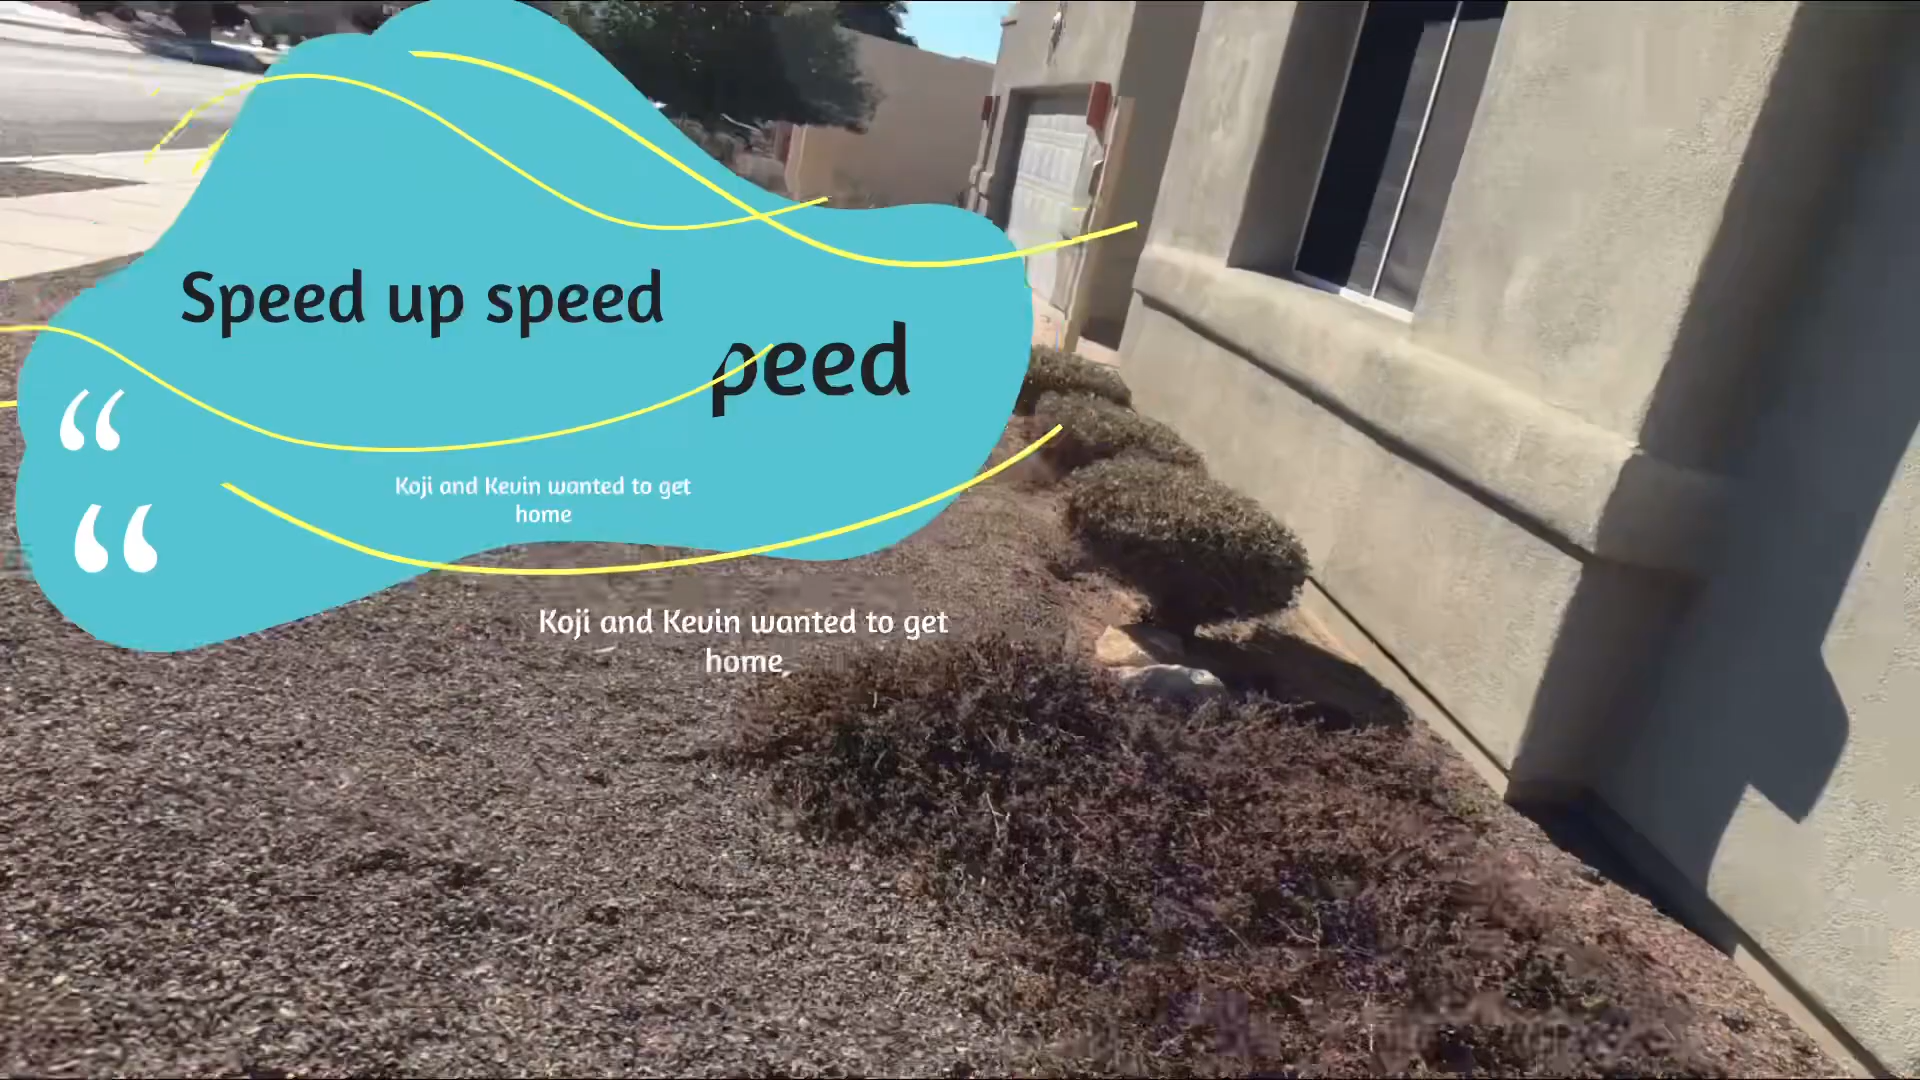 Speed up speed
peed
“
Koji and Kevin wanted to get
home
“
Koji and Kevin wanted to get
home